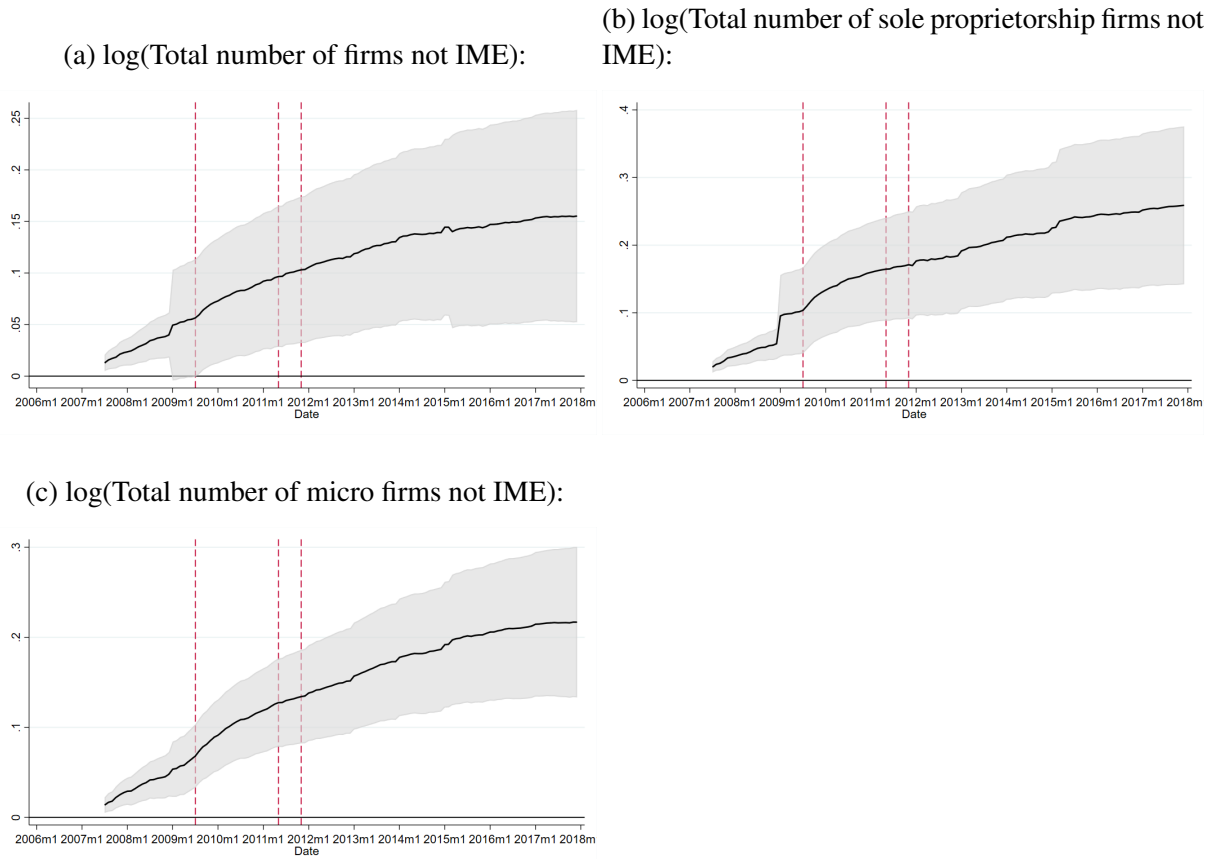 (a) log(Total number of firms not IME):
(b) log(Total number of sole proprietorship firms not
IME):
.25
.2
.15
.1
.05
0
2006m1 2007m1 2008m1 2009m1 2010m1 2011m1 2012m1 2013m1 2014m1 2015m1 2016m1 2017m1 2018m
Date
.4
.3
.2
.1
0
2006m1 2007m1 2008m1 2009m1 2010m1 2011m1 2012m1 2013m1 2014m1 2015m1 2016m1 2017m1 2018m
Date
(c) log(Total number of micro firms not IME):
.3
.2
.1
0
2006m1 2007m1 2008m1 2009m1 2010m1 2011m1 2012m1 2013m1 2014m1 2015m1 2016m1 2017m1 2018m
Date